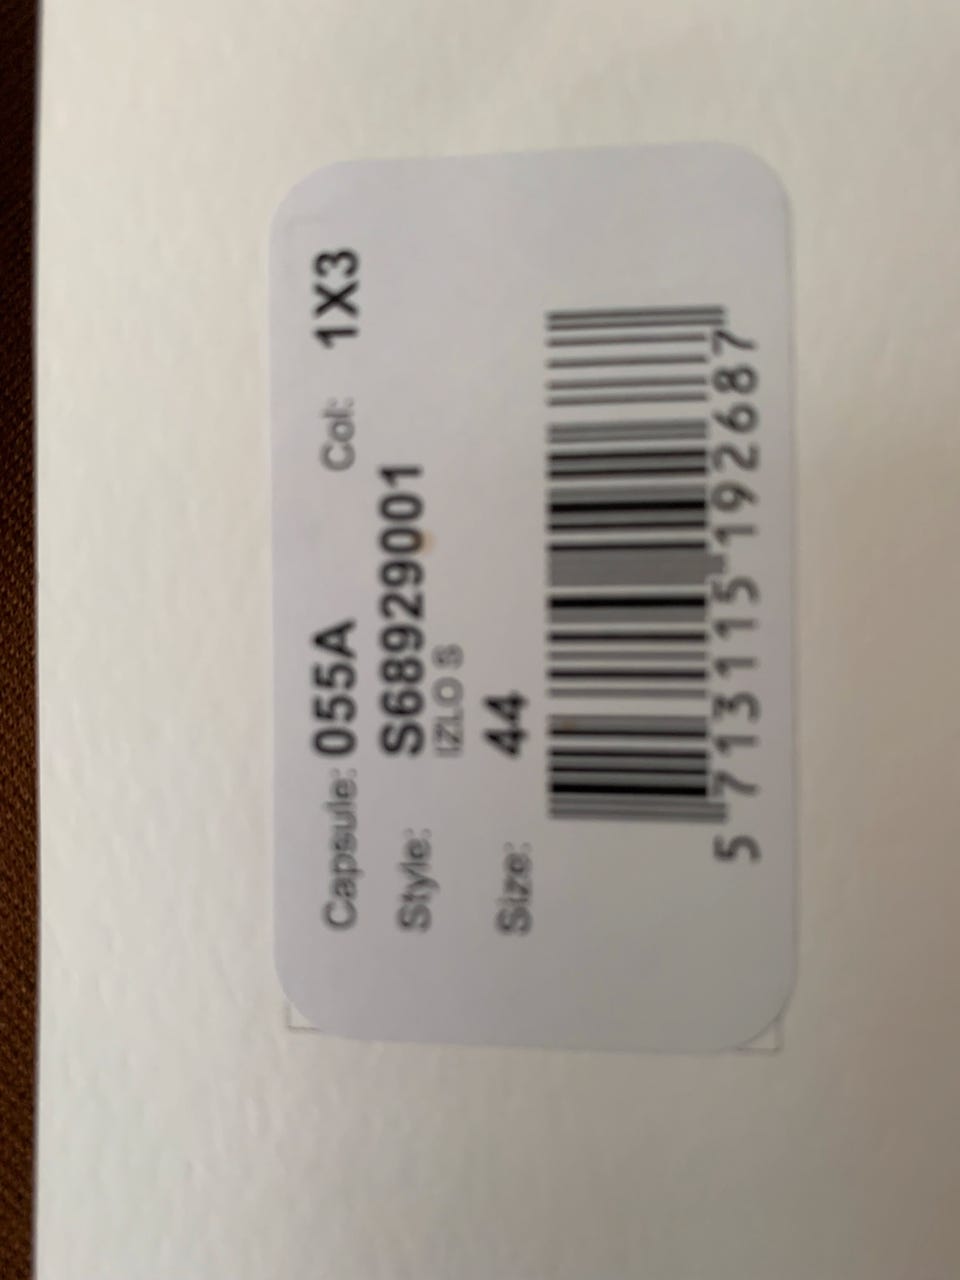 Capsule: 055A Col: 1X3
Style: S68929001
IZLO S
Size: 44
5 713115 192687